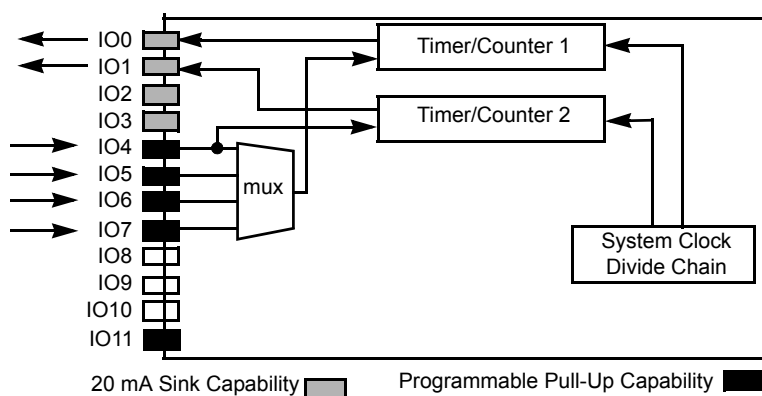 IO0
Timer/Counter 1
IO1
IO2
Timer/Counter 2
IO3
IO4
IO5
mux
IO6
IO7
System Clock
Divide Chain
IO8
IO9
IO10
IO11
20 mA Sink Capability
Programmable Pull-Up Capability